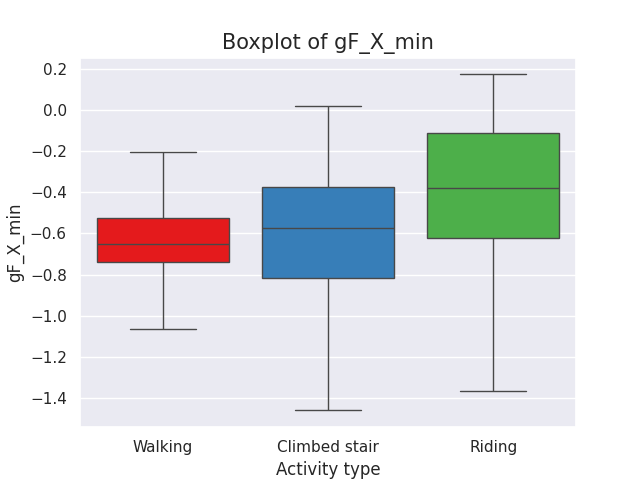 Boxplot of gF_X_min
0.2
0.0
−0.2
−0.4
−0.6
−0.8
−1.0
−1.2
−1.4
gF_X_min
Walking
Climbed stair
Riding
Activity type